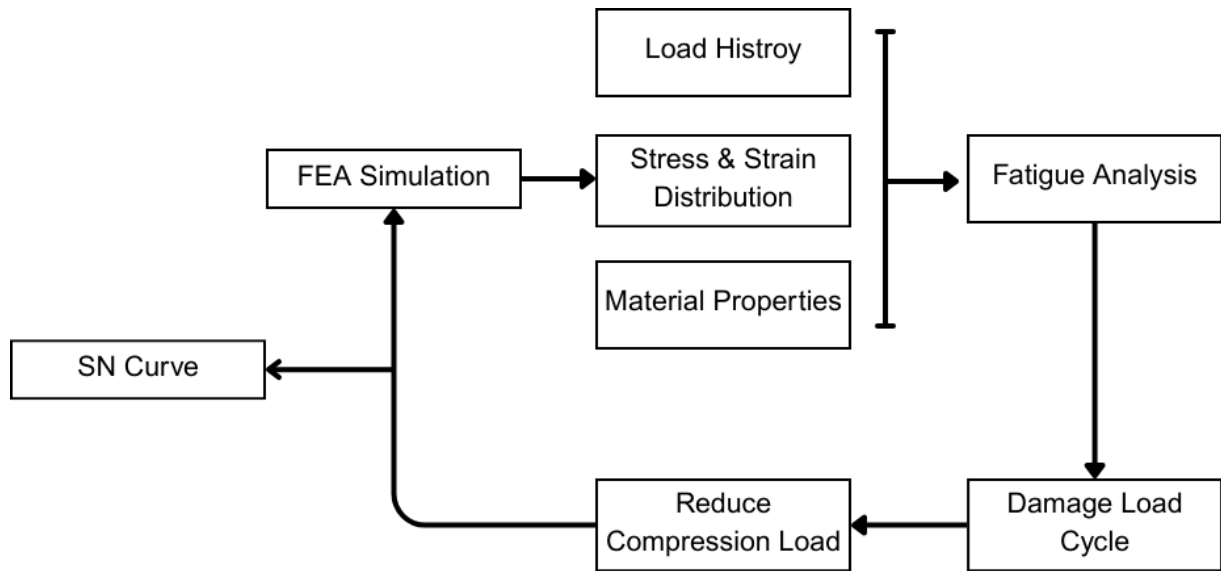 Load Histroy
FEA Simulation
Stress & Strain
Distribution
Fatigue Analysis
Material Properties
SN Curve
Reduce
Compression Load
Damage Load
Cycle